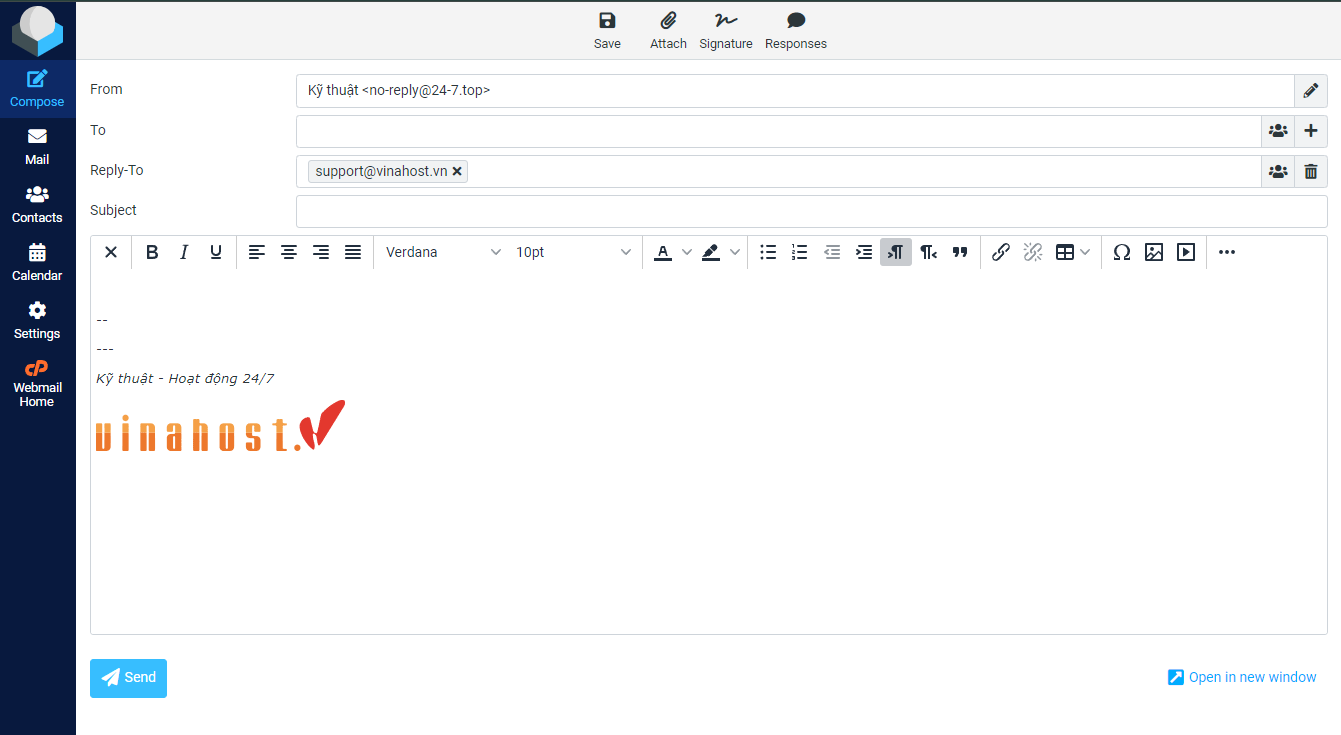 Save Attach Signature Responses
Compose
Mail
Contacts
Calendar
Settings
Webmail
Home
From Kỹ thuật <no-reply@24-7.top>
To
Reply-To support@vinahost.vn
Subject
Verdana 10pt
--
---
Kỹ thuật - Hoạt động 24/7
vinahost.
Send Open in new window